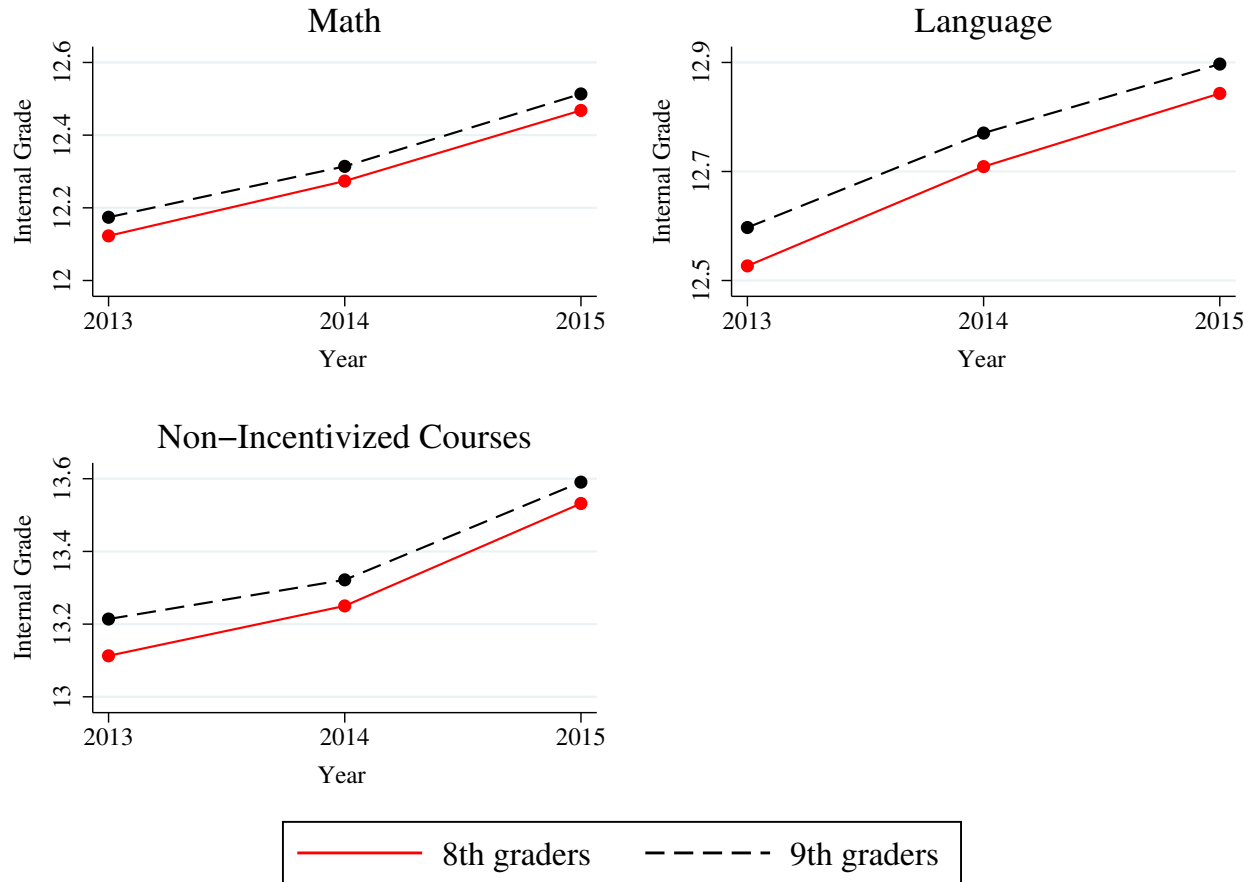 Math
Internal Grade
12.6
12.4
12.2
12
2013 2014 2015
Year
Language
Internal Grade
12.9
12.7
12.5
2013 2014 2015
Year
Non−Incentivized Courses
Internal Grade
13.6
13.4
13.2
13
2013 2014 2015
Year
8th graders 9th graders